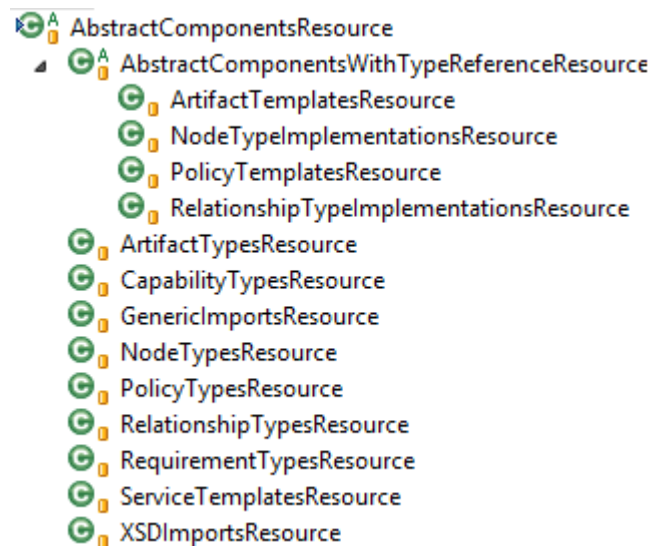 AbstractComponentsResource
AbstractComponentsWithTypeReferenceResource
ArtifactTemplatesResource
NodeTypeImplementationsResource
PolicyTemplatesResource
RelationshipTypeImplementationsResource
ArtifactTypesResource
CapabilityTypesResource
GenericImportsResource
NodeTypesResource
PolicyTypesResource
RelationshipTypesResource
RequirementTypesResource
ServiceTemplatesResource
XSDImportsResource